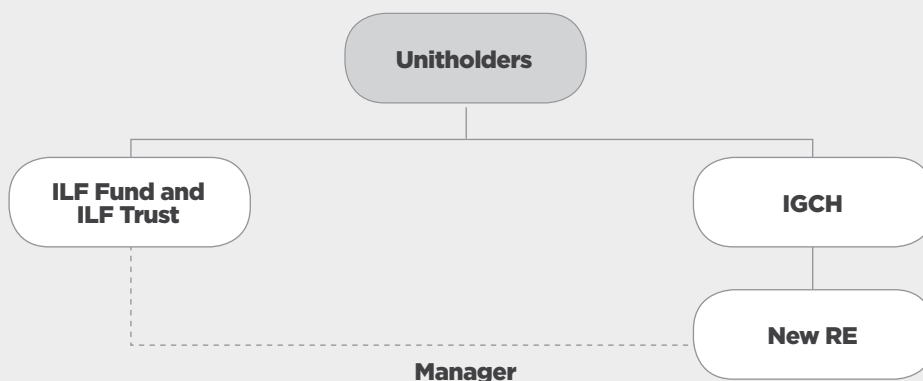 Unitholders
ILF Fund and
ILF Trust
IGCH
New RE
Manager